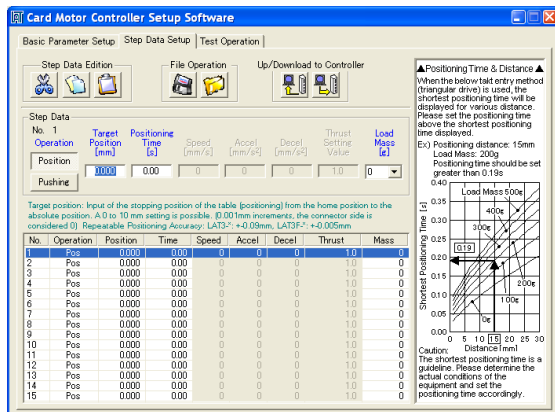 Card Motor Controller Setup Software
Basic Parameter Setup
Step Data Setup
Test Operation
Step Data Edition
File Operation
Up/Download to Controller
Step Data
No. 1
Operation
Target Position [mm]
Positioning Time [s]
Speed [mm/s]
Accel [mm/s²]
Decel [mm/s²]
Thrust Setting Value
Load Mass [g]
Position
Pushing
0.000
0.00
0
0
0
1.0
0
Target position: Input of the stopping position of the table (positioning) from the home position to the
absolute position. A 0 to 10 mm setting is possible. (0.001mm increments, the connector side is
considered 0) Repeatable Positioning Accuracy: LAT3-*: +-0.09mm, LAT3F-*: +-0.005mm
No. Operation Position Time Speed Accel Decel Thrust Mass
1 Pos 0.000 0.00 0 0 0 1.0 0
2 Pos 0.000 0.00 0 0 0 1.0 0
3 Pos 0.000 0.00 0 0 0 1.0 0
4 Pos 0.000 0.00 0 0 0 1.0 0
5 Pos 0.000 0.00 0 0 0 1.0 0
6 Pos 0.000 0.00 0 0 0 1.0 0
7 Pos 0.000 0.00 0 0 0 1.0 0
8 Pos 0.000 0.00 0 0 0 1.0 0
9 Pos 0.000 0.00 0 0 0 1.0 0
10 Pos 0.000 0.00 0 0 0 1.0 0
11 Pos 0.000 0.00 0 0 0 1.0 0
12 Pos 0.000 0.00 0 0 0 1.0 0
13 Pos 0.000 0.00 0 0 0 1.0 0
14 Pos 0.000 0.00 0 0 0 1.0 0
15 Pos 0.000 0.00 0 0 0 1.0 0
▲Positioning Time & Distance▲
When the below takt entry method
(triangular drive) is used, the
shortest positioning time will be
displayed for various distance.
Please set the positioning time
above the shortest positioning
time displayed.
Ex) Positioning distance: 15mm
Load Mass: 200g
Positioning time should be set
greater than 0.19s
Shortest Positioning Time [s]
0.40
0.35
0.30
0.25
0.20
0.15
0.10
0.05
0.00
0.19
Load Mass 500g
400g
300g
200g
100g
0g
0 5 10 15 20 25 30
Distance [mm]
Caution:
The shortest positioning time is a
guideline. Please determine the
actual conditions of the
equipment and set the
positioning time accordingly.